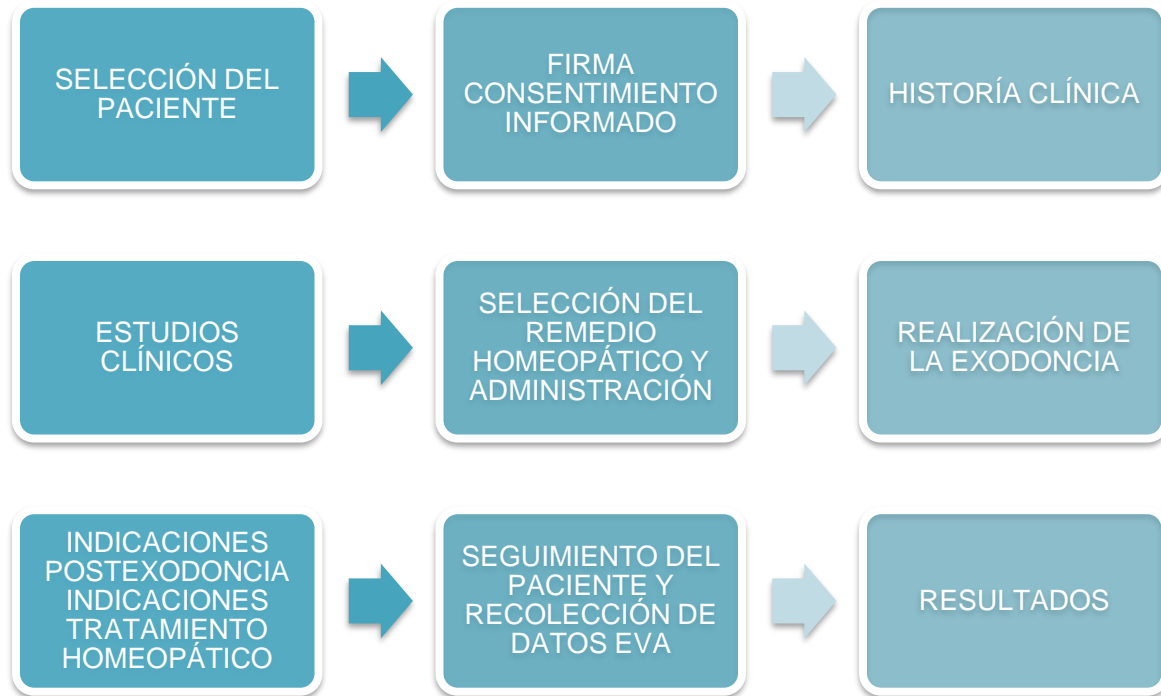 SELECCIÓN DEL
PACIENTE
FIRMA
CONSENTIMIENTO
INFORMADO
HISTORÍA CLÍNICA
ESTUDIOS
CLÍNICOS
SELECCIÓN DEL
REMEDIO
HOMEOPÁTICO Y
ADMINISTRACIÓN
REALIZACIÓN DE
LA EXODONCIA
INDICACIONES
POSTEXODONCIA
INDICACIONES
TRATAMIENTO
HOMEOPÁTICO
SEGUIMIENTO DEL
PACIENTE Y
RECOLECCIÓN DE
DATOS EVA
RESULTADOS